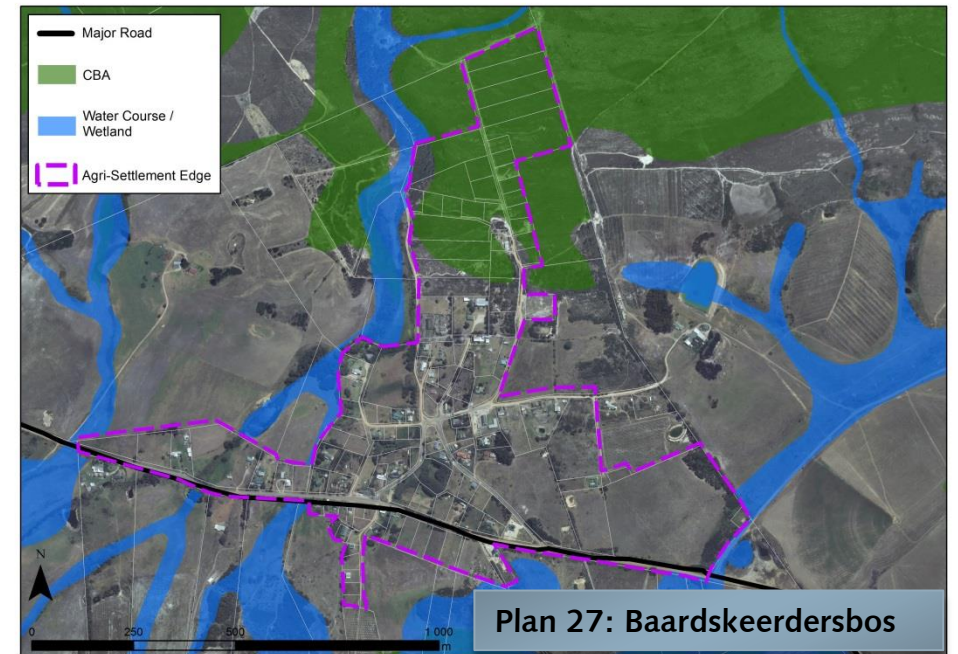 Major Road
CBA
Water Course /
Wetland
Agri-Settlement Edge
N
0 250 500 1 000
m
Plan 27: Baardskeerdersbos